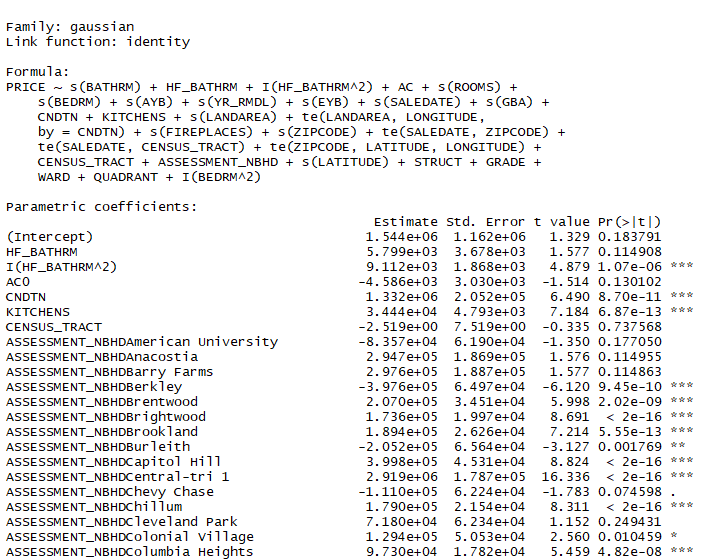 Family: gaussian
Link function: identity
Formula:
PRICE ~ s(BATHRM) + HF_BATHRM + I(HF_BATHRM^2) + AC + s(ROOMS) +
s(BEDRM) + s(AYB) + s(YR_RMDL) + s(EYB) + s(SALEDATE) + s(GBA) +
CNDTN + KITCHENS + s(LANDAREA) + te(LANDAREA, LONGITUDE,
by = CNDTN) + s(FIREPLACES) + s(ZIPCODE) + te(SALEDATE, ZIPCODE) +
te(SALEDATE, CENSUS_TRACT) + te(ZIPCODE, LATITUDE, LONGITUDE) +
CENSUS_TRACT + ASSESSMENT_NBHD + s(LATITUDE) + STRUCT + GRADE +
WARD + QUADRANT + I(BEDRM^2)
Parametric coefficients:
Estimate Std. Error t value Pr(>|t|)
(Intercept) 1.544e+06 1.162e+06 1.329 0.183791
HF_BATHRM 5.799e+03 3.678e+03 1.577 0.114908
I(HF_BATHRM^2) 9.112e+03 1.868e+03 4.879 1.07e-06 ***
AC0 -4.586e+03 3.030e+03 -1.514 0.130102
CNDTN 1.332e+06 2.052e+05 6.490 8.70e-11 ***
KITCHENS 3.444e+04 4.793e+03 7.184 6.87e-13 ***
CENSUS_TRACT -2.519e+00 7.519e+00 -0.335 0.737568
ASSESSMENT_NBHDAmerican University -8.357e+04 6.190e+04 -1.350 0.177050
ASSESSMENT_NBHDAnacostia 2.947e+05 1.869e+05 1.576 0.114955
ASSESSMENT_NBHDBarry Farms 2.976e+05 1.887e+05 1.577 0.114863
ASSESSMENT_NBHDBerkley -3.976e+05 6.497e+04 -6.120 9.45e-10 ***
ASSESSMENT_NBHDBrentwood 2.070e+05 3.451e+04 5.998 2.02e-09 ***
ASSESSMENT_NBHDBrightwood 1.736e+05 1.997e+04 8.691 < 2e-16 ***
ASSESSMENT_NBHDBrookland 1.894e+05 2.626e+04 7.214 5.55e-13 ***
ASSESSMENT_NBHDBurleith -2.052e+05 6.564e+04 -3.127 0.001769 **
ASSESSMENT_NBHDCapitol Hill 3.998e+05 4.531e+04 8.824 < 2e-16 ***
ASSESSMENT_NBHDCentral-tri 1 2.919e+06 1.787e+05 16.336 < 2e-16 ***
ASSESSMENT_NBHDChevy Chase -1.110e+05 6.224e+04 -1.783 0.074598 .
ASSESSMENT_NBHDChillum 1.790e+05 2.154e+04 8.311 < 2e-16 ***
ASSESSMENT_NBHDCleveland Park 7.180e+04 6.234e+04 1.152 0.249431
ASSESSMENT_NBHDColonial Village 1.294e+05 5.053e+04 2.560 0.010459 *
ASSESSMENT_NBHDColumbia Heights 9.730e+04 1.782e+04 5.459 4.82e-08 ***